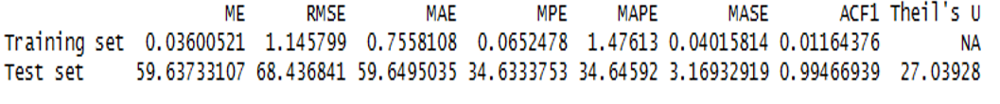 ME RMSE MAE MPE MAPE MASE ACF1 Theil's U
Training set 0.03600521 1.145799 0.7558108 0.0652478 1.47613 0.04015814 0.01164376 NA
Test set 59.63733107 68.436841 59.6495035 34.6333753 34.64592 3.16932919 0.99466939 27.03928